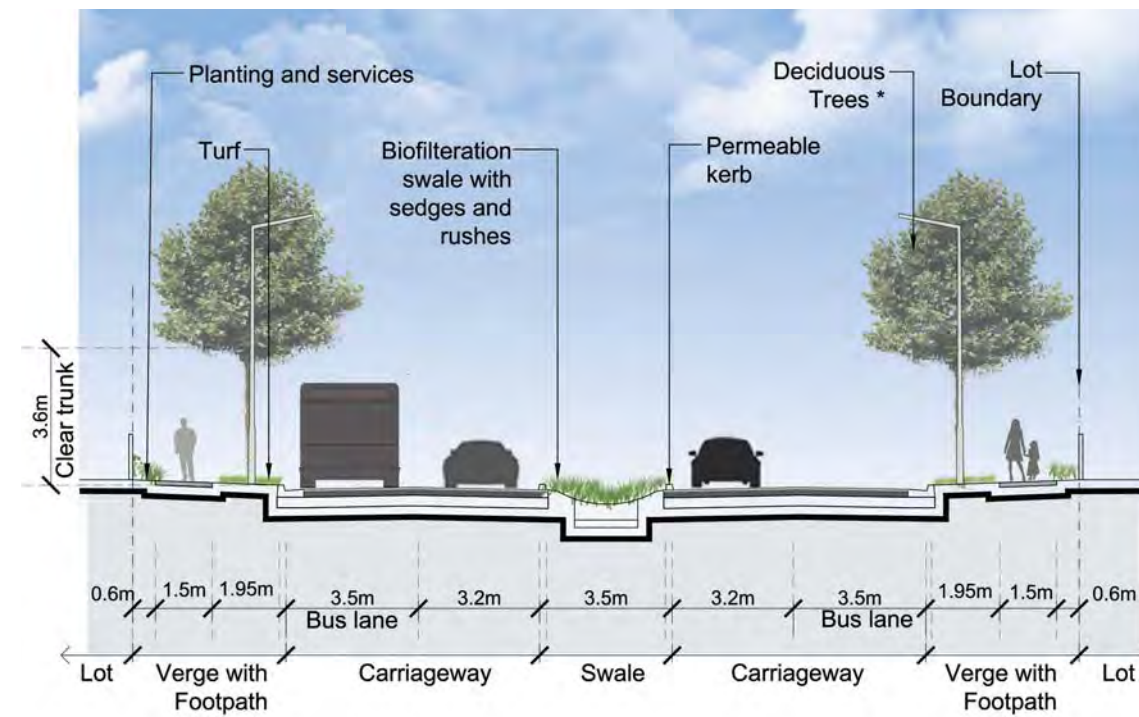 Planting and services
Deciduous
Trees *
Lot
Boundary
Turf
Biofilteration
swale with
sedges and
rushes
Permeable
kerb
3.6m
Clear trunk
0.6m
1.5m
1.95m
3.5m
3.2m
3.5m
3.2m
3.5m
1.95m
1.5m
0.6m
Bus lane
Bus lane
Lot
Verge with
Footpath
Carriageway
Swale
Carriageway
Verge with
Footpath
Lot